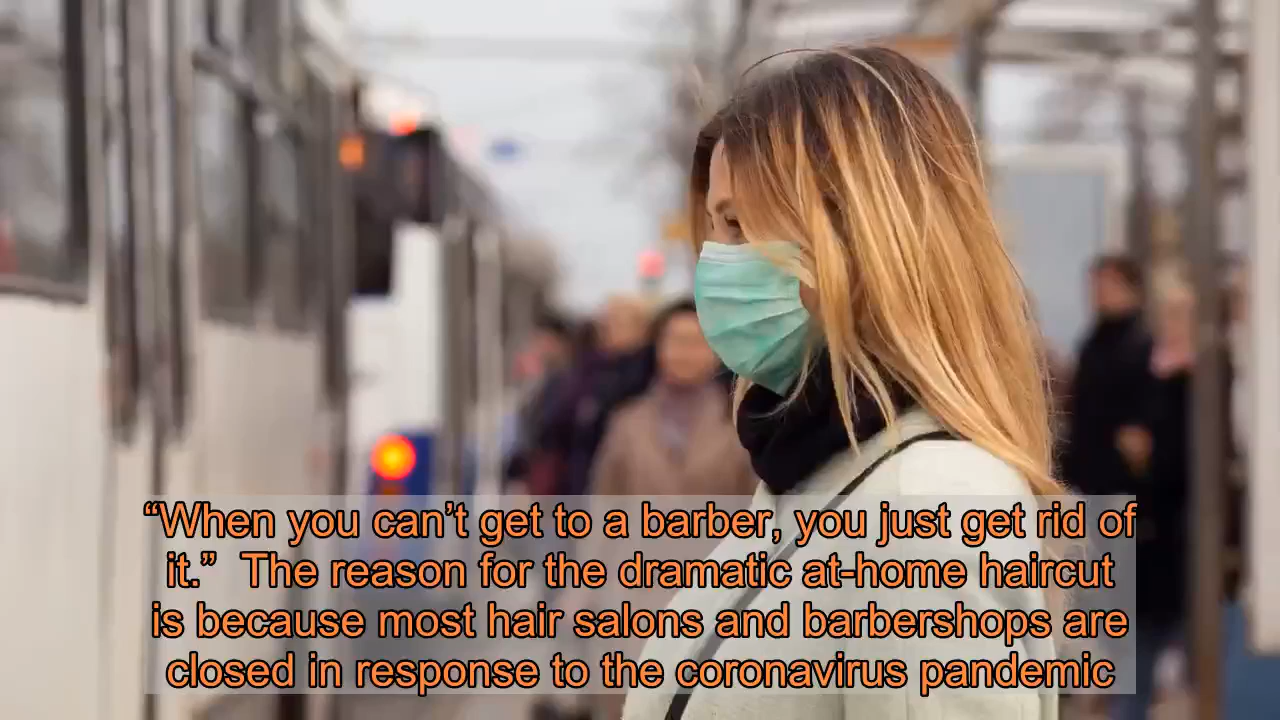 “When you can’t get to a barber, you just get rid of
it.”  The reason for the dramatic at-home haircut
is because most hair salons and barbershops are
closed in response to the coronavirus pandemic